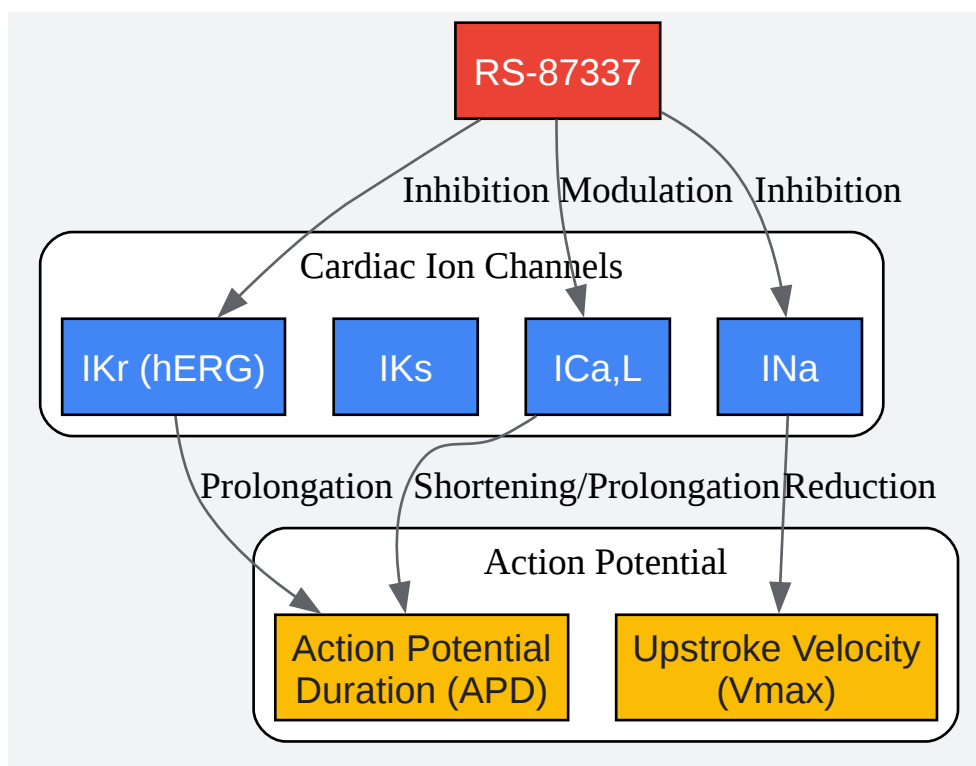 RS-87337
Inhibition
Modulation
Inhibition
Cardiac Ion Channels
IKr (hERG)
IKs
ICa,L
INa
Prolongation
Shortening/Prolongation
Reduction
Action Potential
Action Potential
Duration (APD)
Upstroke Velocity
(Vmax)